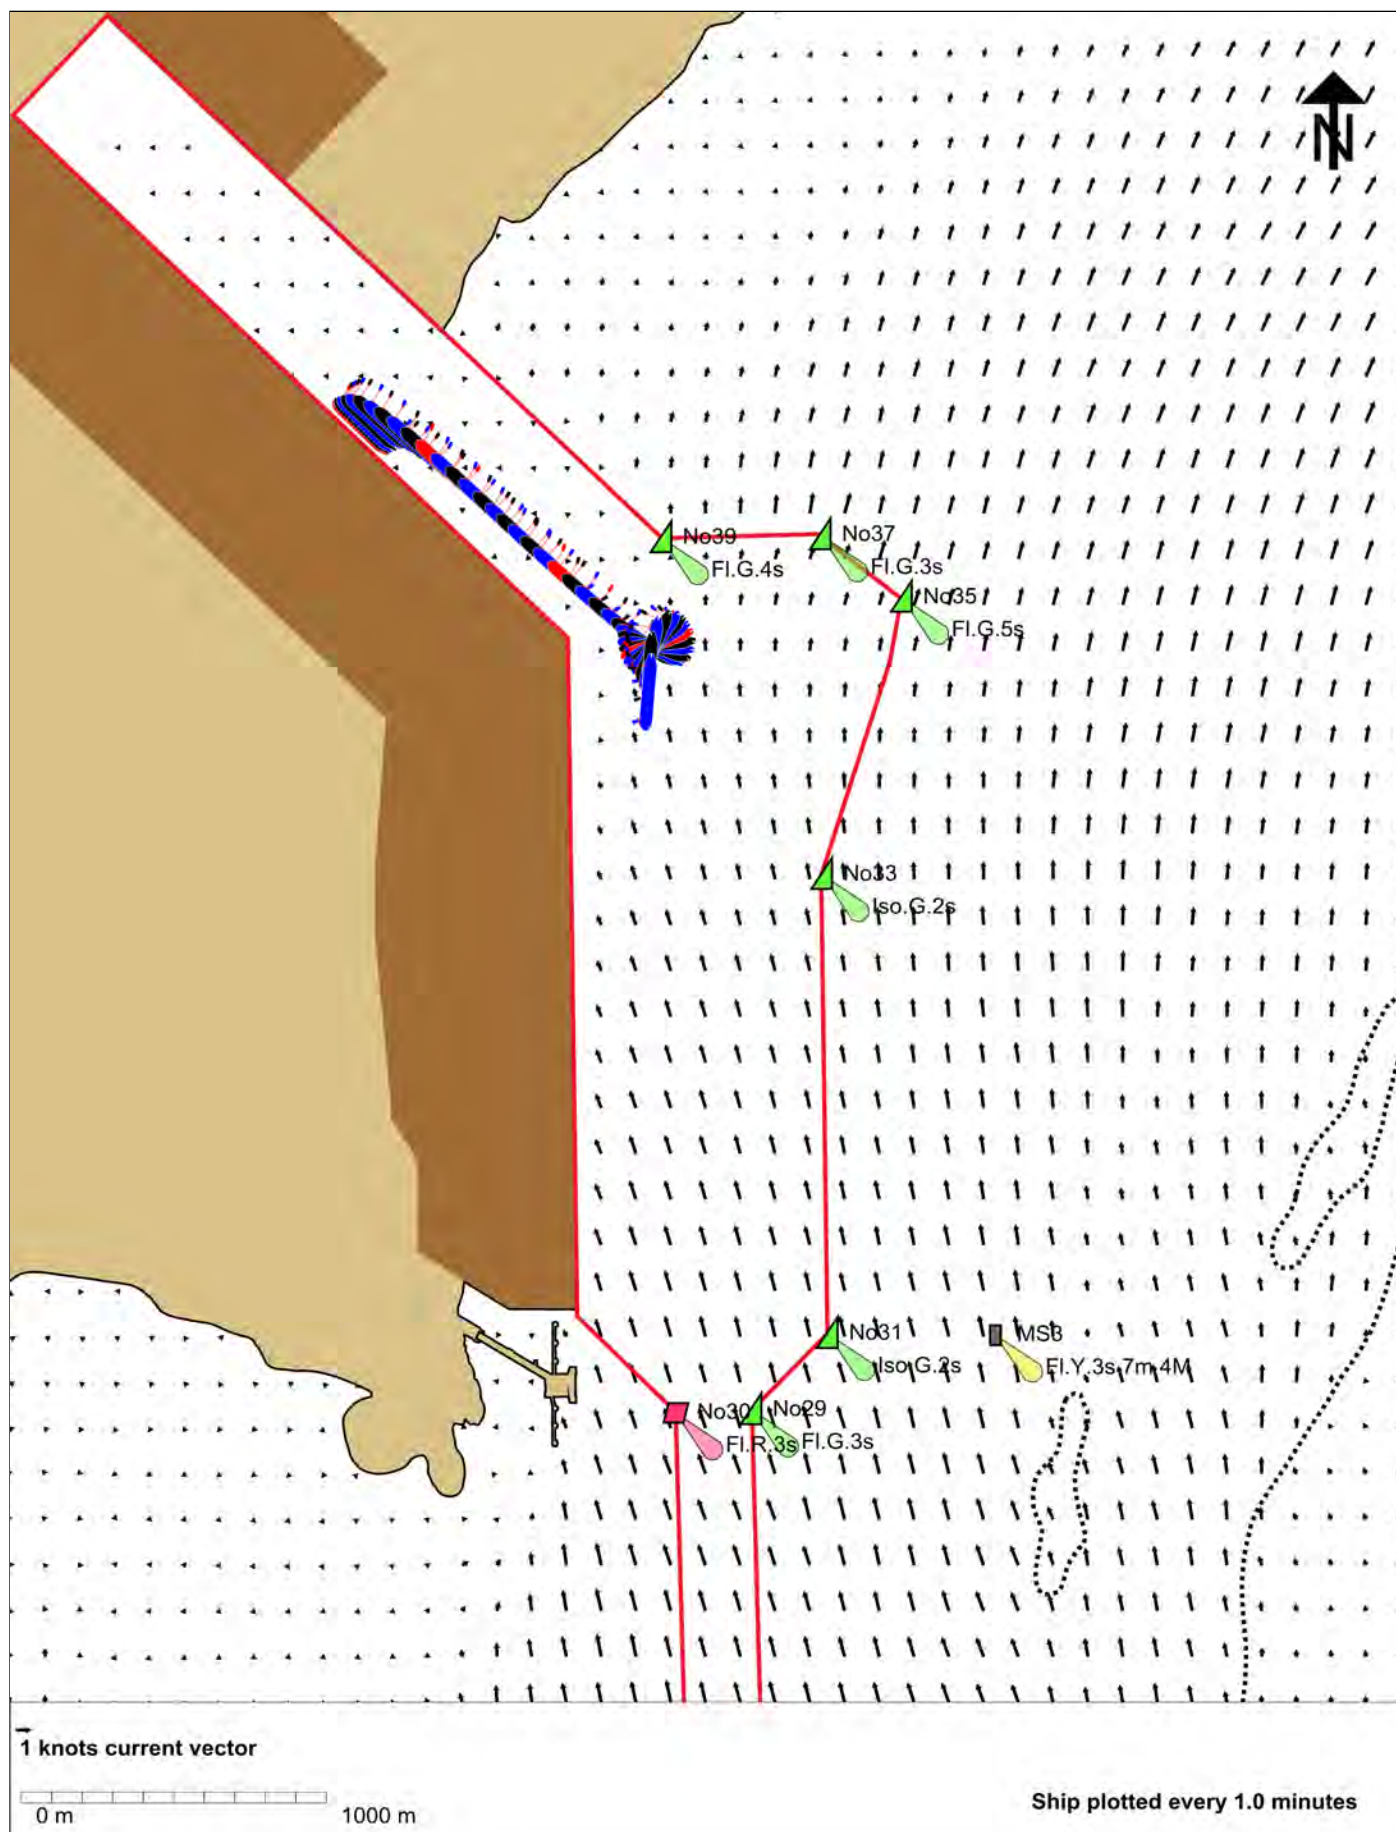 N
No39
Fl.G.4s
No37
Fl.G.3s
No35
Fl.G.5s
No33
Iso.G.2s
No31
Iso.G.2s
MS3
Fl.Y.3s.7m.4M
No30
Fl.R.3s
No29
Fl.G.3s
1 knots current vector
0 m
1000 m
Ship plotted every 1.0 minutes